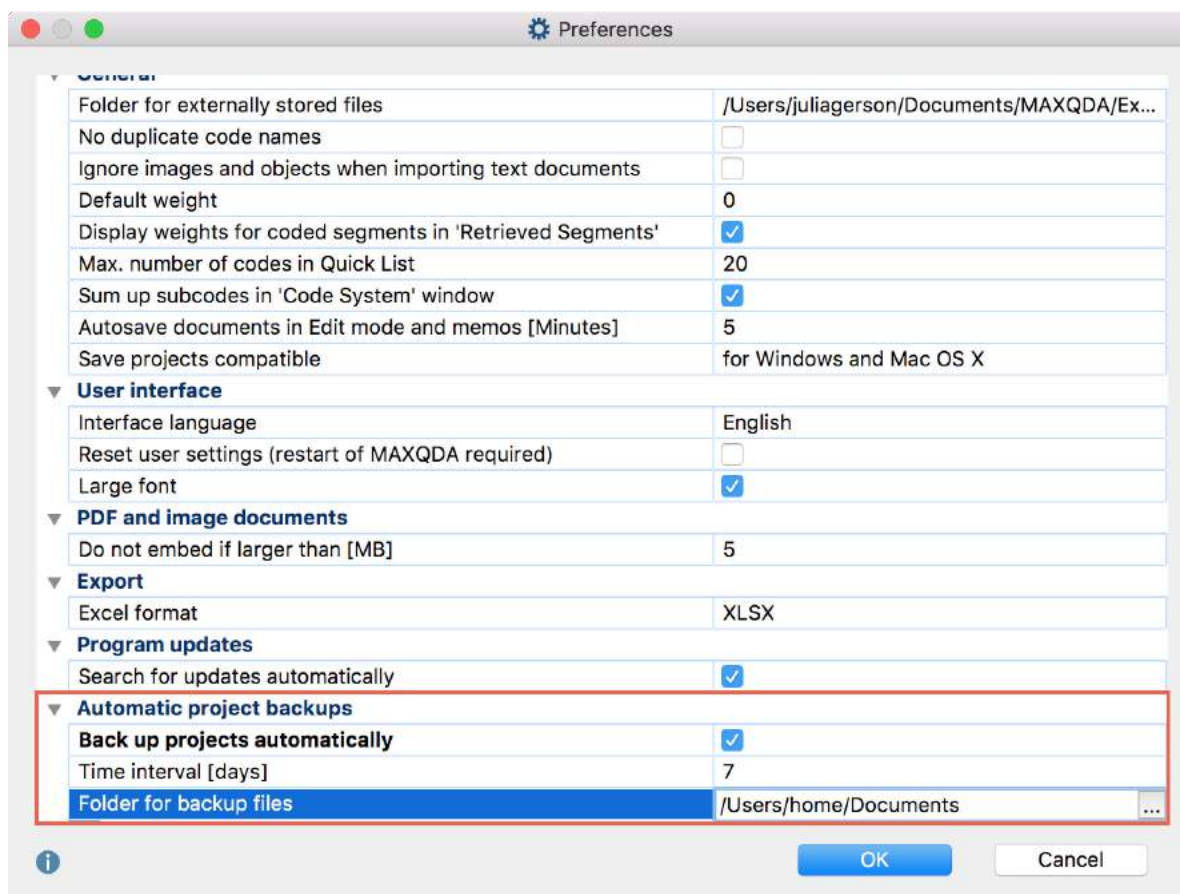 Preferences
General
Folder for externally stored files /Users/juliagerson/Documents/MAXQDA/Ex...
No duplicate code names
Ignore images and objects when importing text documents
Default weight 0
Display weights for coded segments in 'Retrieved Segments'
Max. number of codes in Quick List 20
Sum up subcodes in 'Code System' window
Autosave documents in Edit mode and memos [Minutes] 5
Save projects compatible for Windows and Mac OS X
User interface
Interface language English
Reset user settings (restart of MAXQDA required)
Large font
PDF and image documents
Do not embed if larger than [MB] 5
Export
Excel format XLSX
Program updates
Search for updates automatically
Automatic project backups
Back up projects automatically
Time interval [days] 7
Folder for backup files /Users/home/Documents ...
OK Cancel